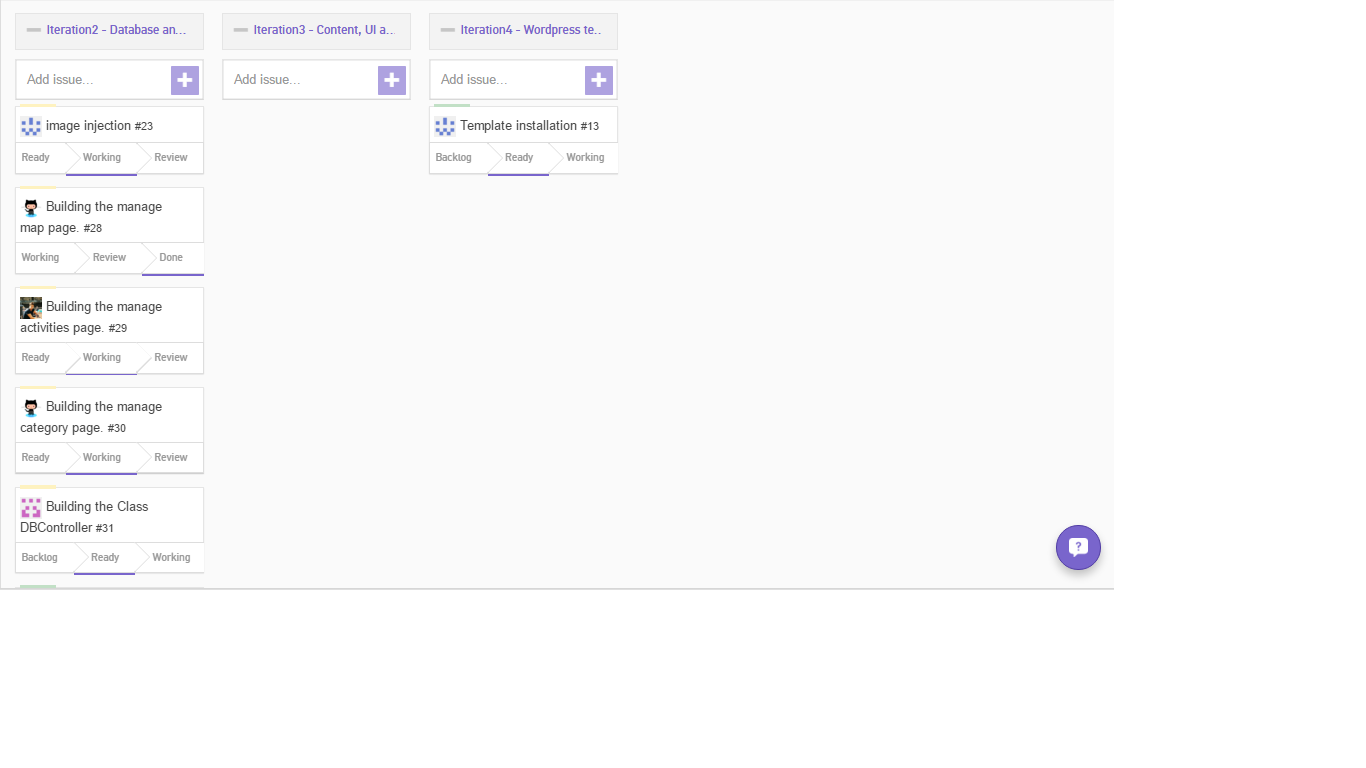 Iteration2 - Database an...
Add issue...
image injection #23
Ready Working Review
Building the manage
map page. #28
Working Review Done
Building the manage
activities page. #29
Ready Working Review
Building the manage
category page. #30
Ready Working Review
Building the Class
DBController #31
Backlog Ready Working
Iteration3 - Content, UI a...
Add issue...
Iteration4 - Wordpress te...
Add issue...
Template installation #13
Backlog Ready Working
?